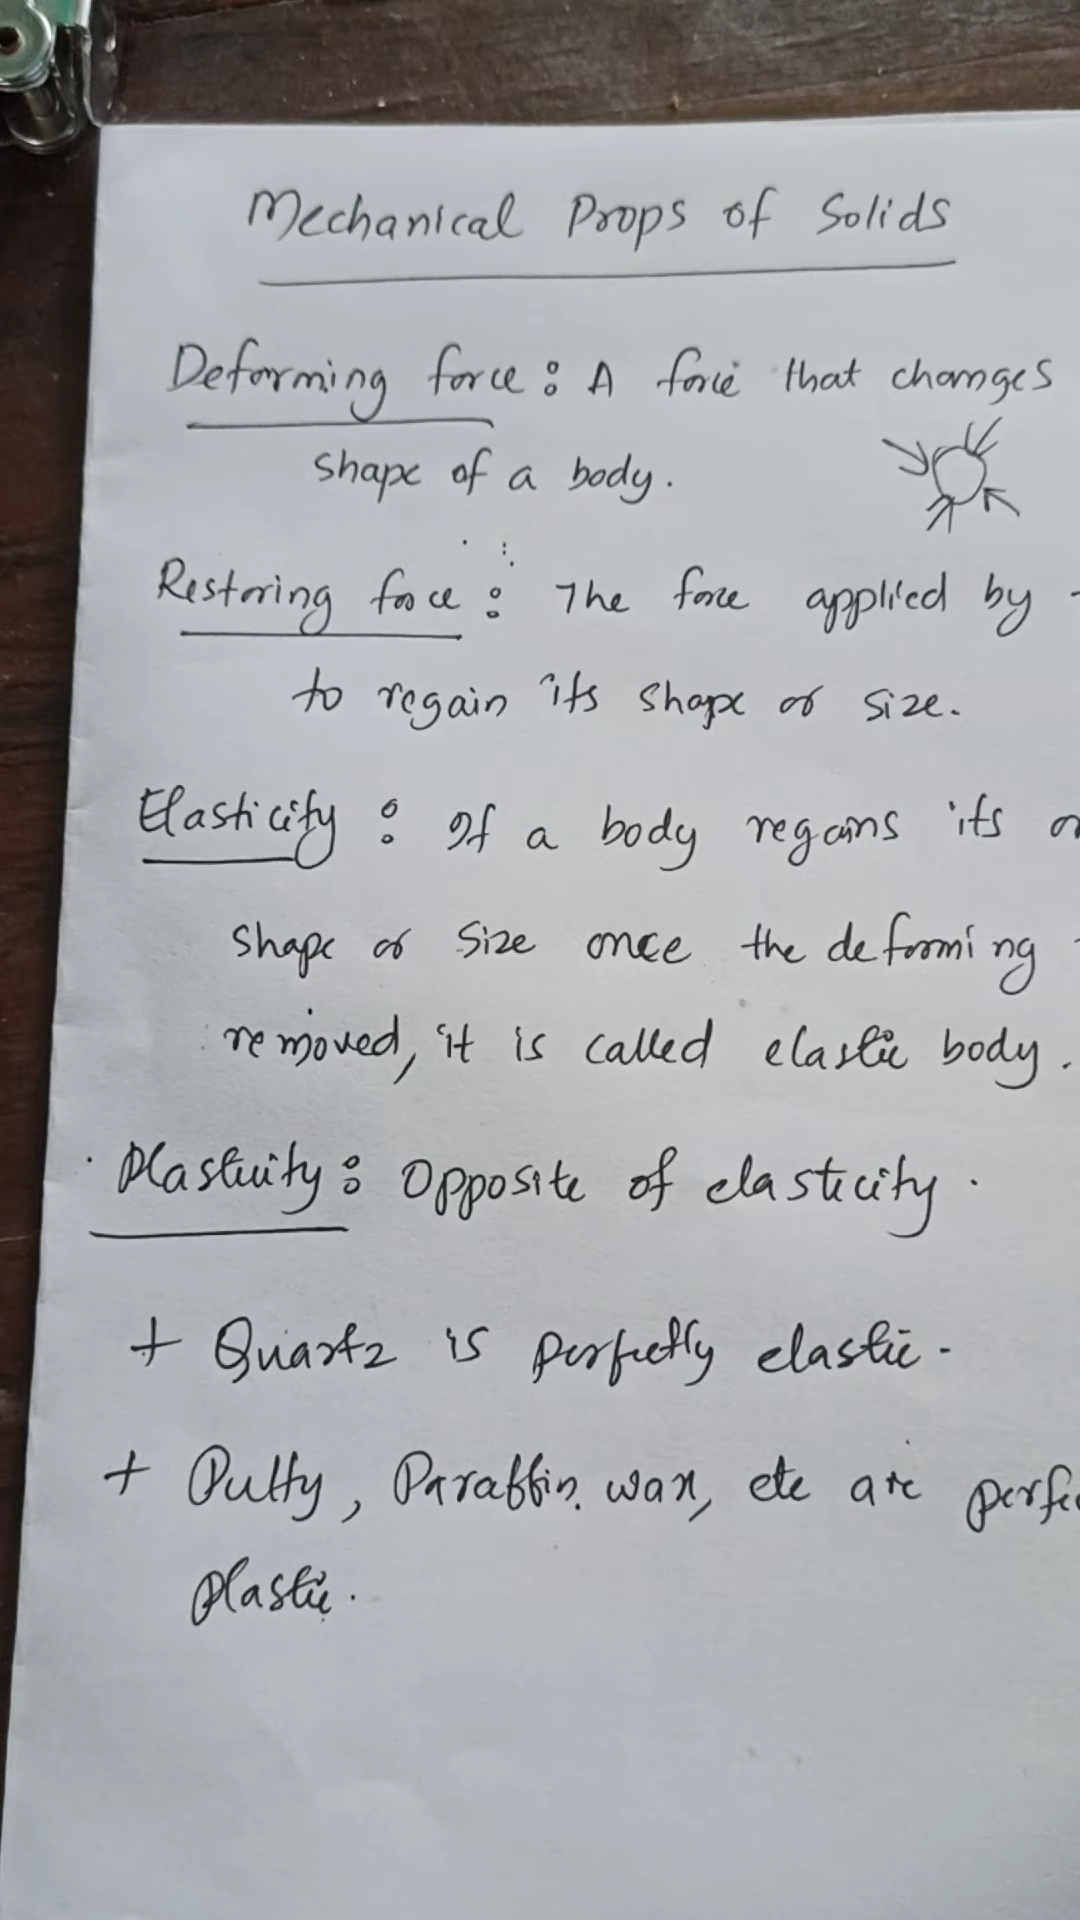 Mechanical Props of Solids
Deforming force : A force that changes
shape of a body.
Restoring force : The force applied by
to regain its shape or size.
Elasticity : If a body regains its
shape or size once the deforming
removed, it is called elastic body.
Plasticity : Opposite of elasticity.
+ Quartz is perfectly elastic.
+ Putty, Paraffin wax, etc are
plastic.